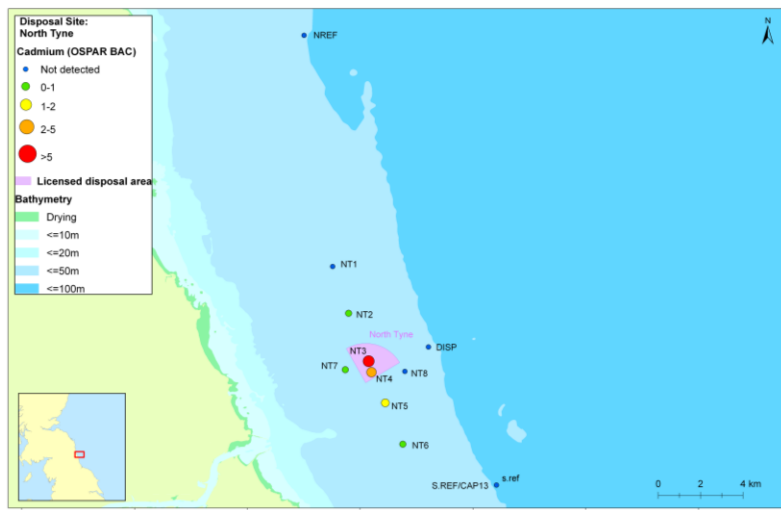 Disposal Site:
North Tyne
Cadmium (OSPAR BAC)
Not detected
0-1
1-2
2-5
>5
Licensed disposal area
Bathymetry
Drying
<=10m
<=20m
<=50m
<=100m
NREF
N
NT1
NT2
North Tyne
DISP
NT3
NT7
NT4
NT8
NT5
NT6
s.ref
S.REF/CAP13
0 2 4 km